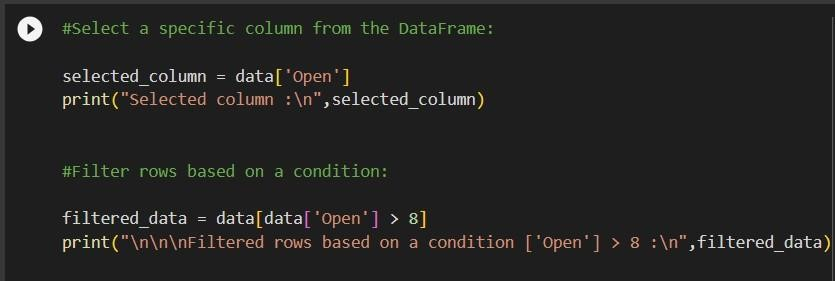 #Select a specific column from the DataFrame:
selected_column = data['Open']
print("Selected column :\n",selected_column)
#Filter rows based on a condition:
filtered_data = data[data['Open'] > 8]
print("\n\n\nFiltered rows based on a condition ['Open'] > 8 :\n",filtered_data)